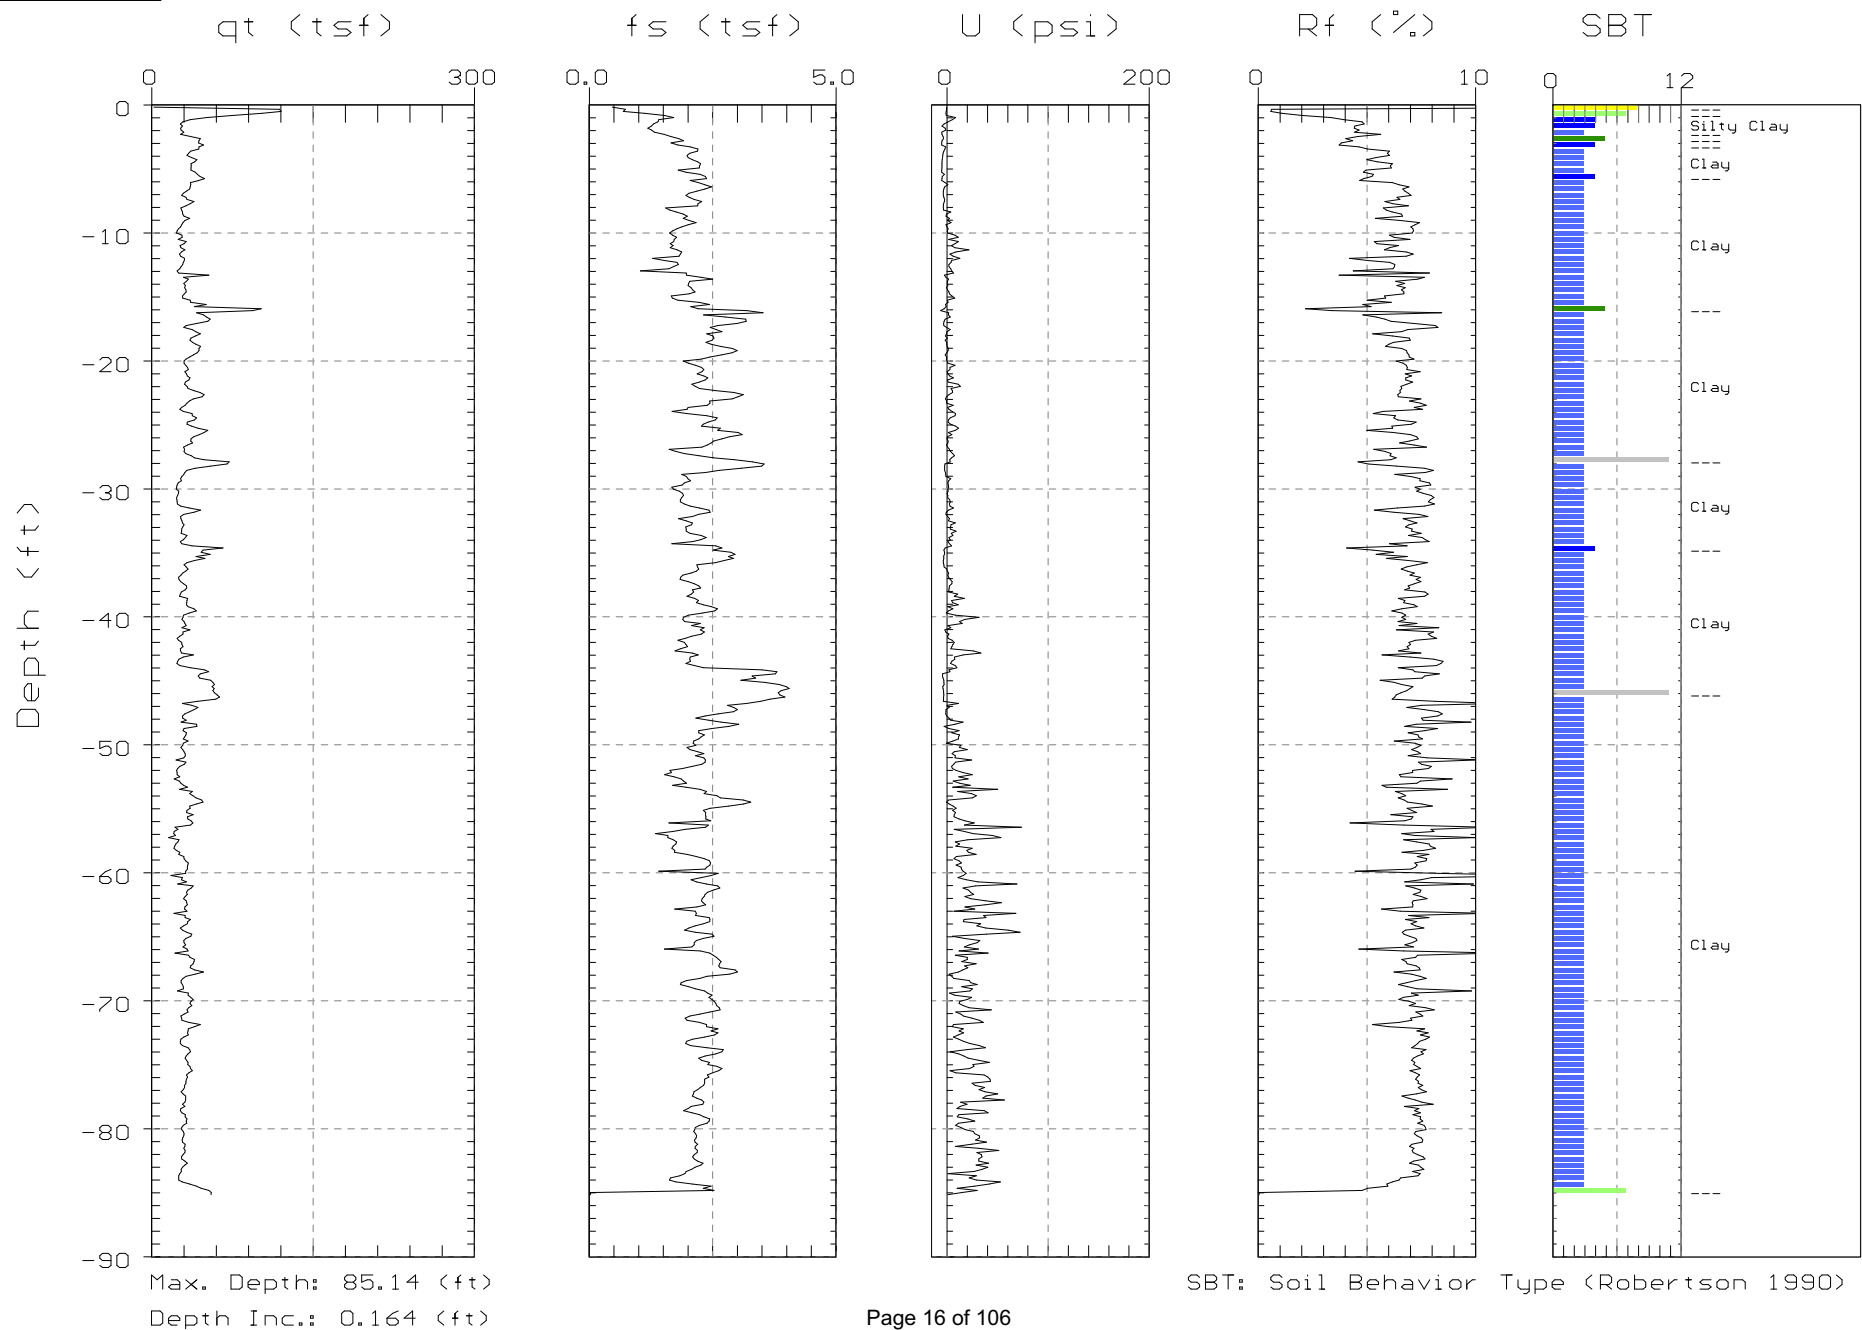 qt (tsf) fs (tsf) U (psi) Rf (%) SBT
0 300 0.0 5.0 0 200 0 10 0 12
0
---
---
Silty Clay
---
---
---
Clay
---
-10
Clay
---
-20
Clay
---
-30
Clay
---
Depth (ft)
-40
Clay
---
-50
-60
Clay
-70
-80
---
-90
Max. Depth: 85.14 (ft) SBT: Soil Behavior Type (Robertson 1990)
Depth Inc.: 0.164 (ft) Page 16 of 106